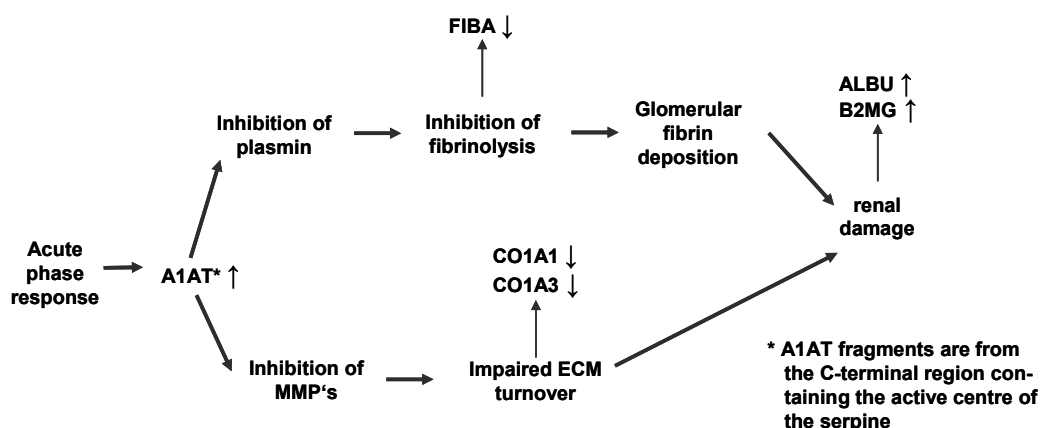 FIBA ↓
ALBU ↑
B2MG ↑
Inhibition of
plasmin
Inhibition of
fibrinolysis
Glomerular
fibrin
deposition
renal
damage
Acute
phase
response
A1AT* ↑
CO1A1 ↓
CO1A3 ↓
Inhibition of
MMP‘s
Impaired ECM
turnover
* A1AT fragments are from
the C-terminal region con-
taining the active centre of
the serpine